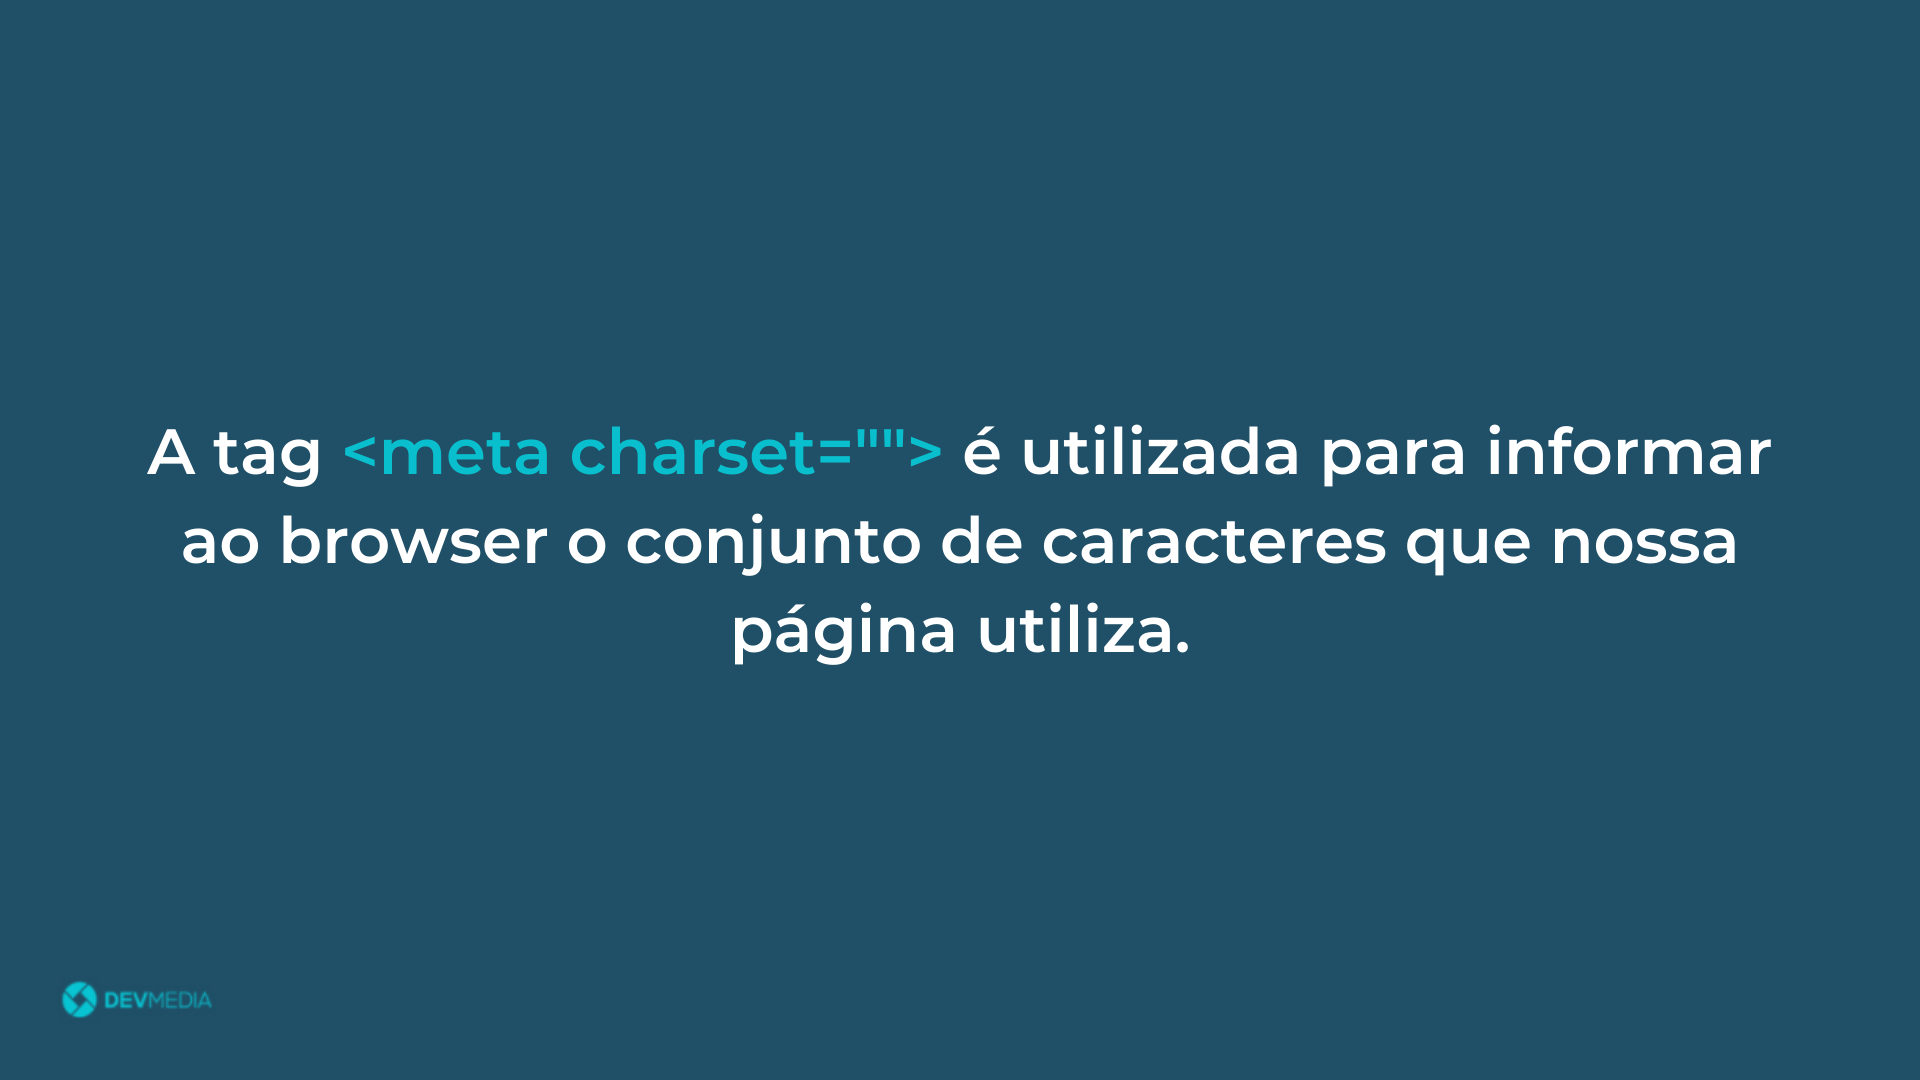 A tag <meta charset=""> é utilizada para informar
ao browser o conjunto de caracteres que nossa
página utiliza.
DEVMEDIA